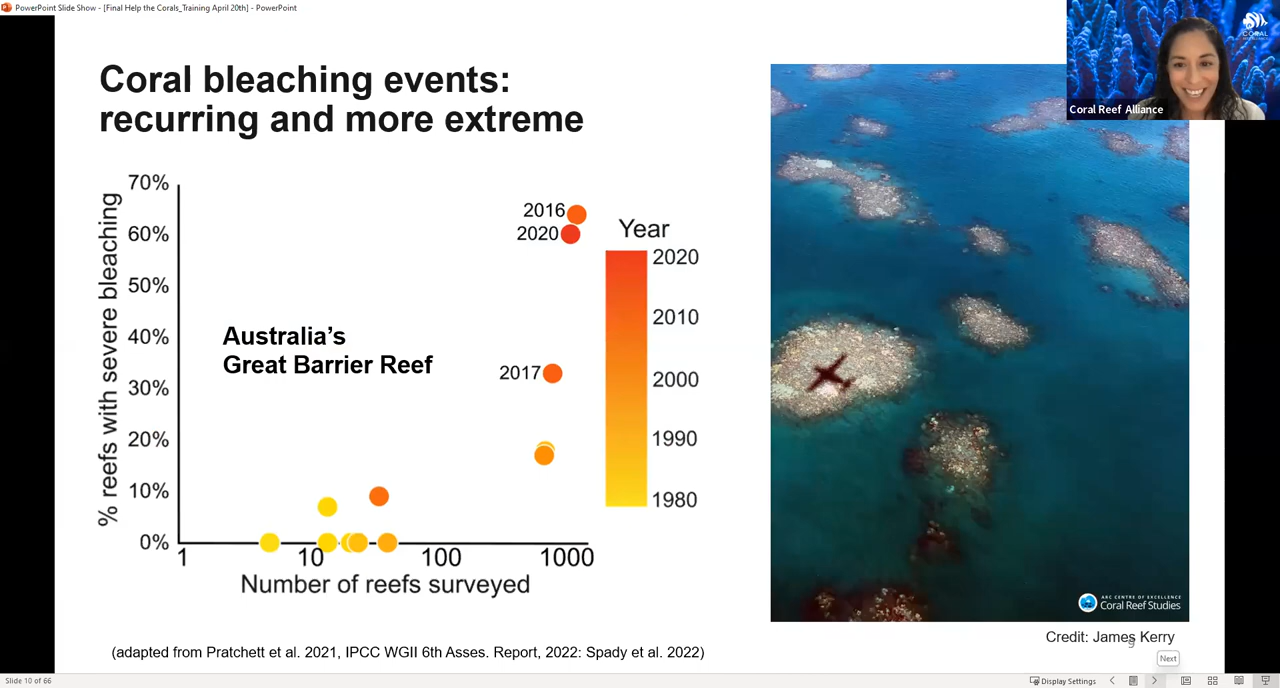 PowerPoint Slide Show - [Final Help the Corals_Training April 20th] - PowerPoint
CORAL
Coral Reef Alliance
Coral bleaching events:
recurring and more extreme
% reefs with severe bleaching
70%
60%
50%
40%
30%
20%
10%
0%
2016
2020
2017
Australia’s
Great Barrier Reef
1
10
100
1000
Number of reefs surveyed
Year
2020
2010
2000
1990
1980
ARC CENTRE OF EXCELLENCE
Coral Reef Studies
Credit: James Kerry
(adapted from Pratchett et al. 2021, IPCC WGII 6th Asses. Report, 2022: Spady et al. 2022)
9
Next
Slide 10 of 66
Display Settings